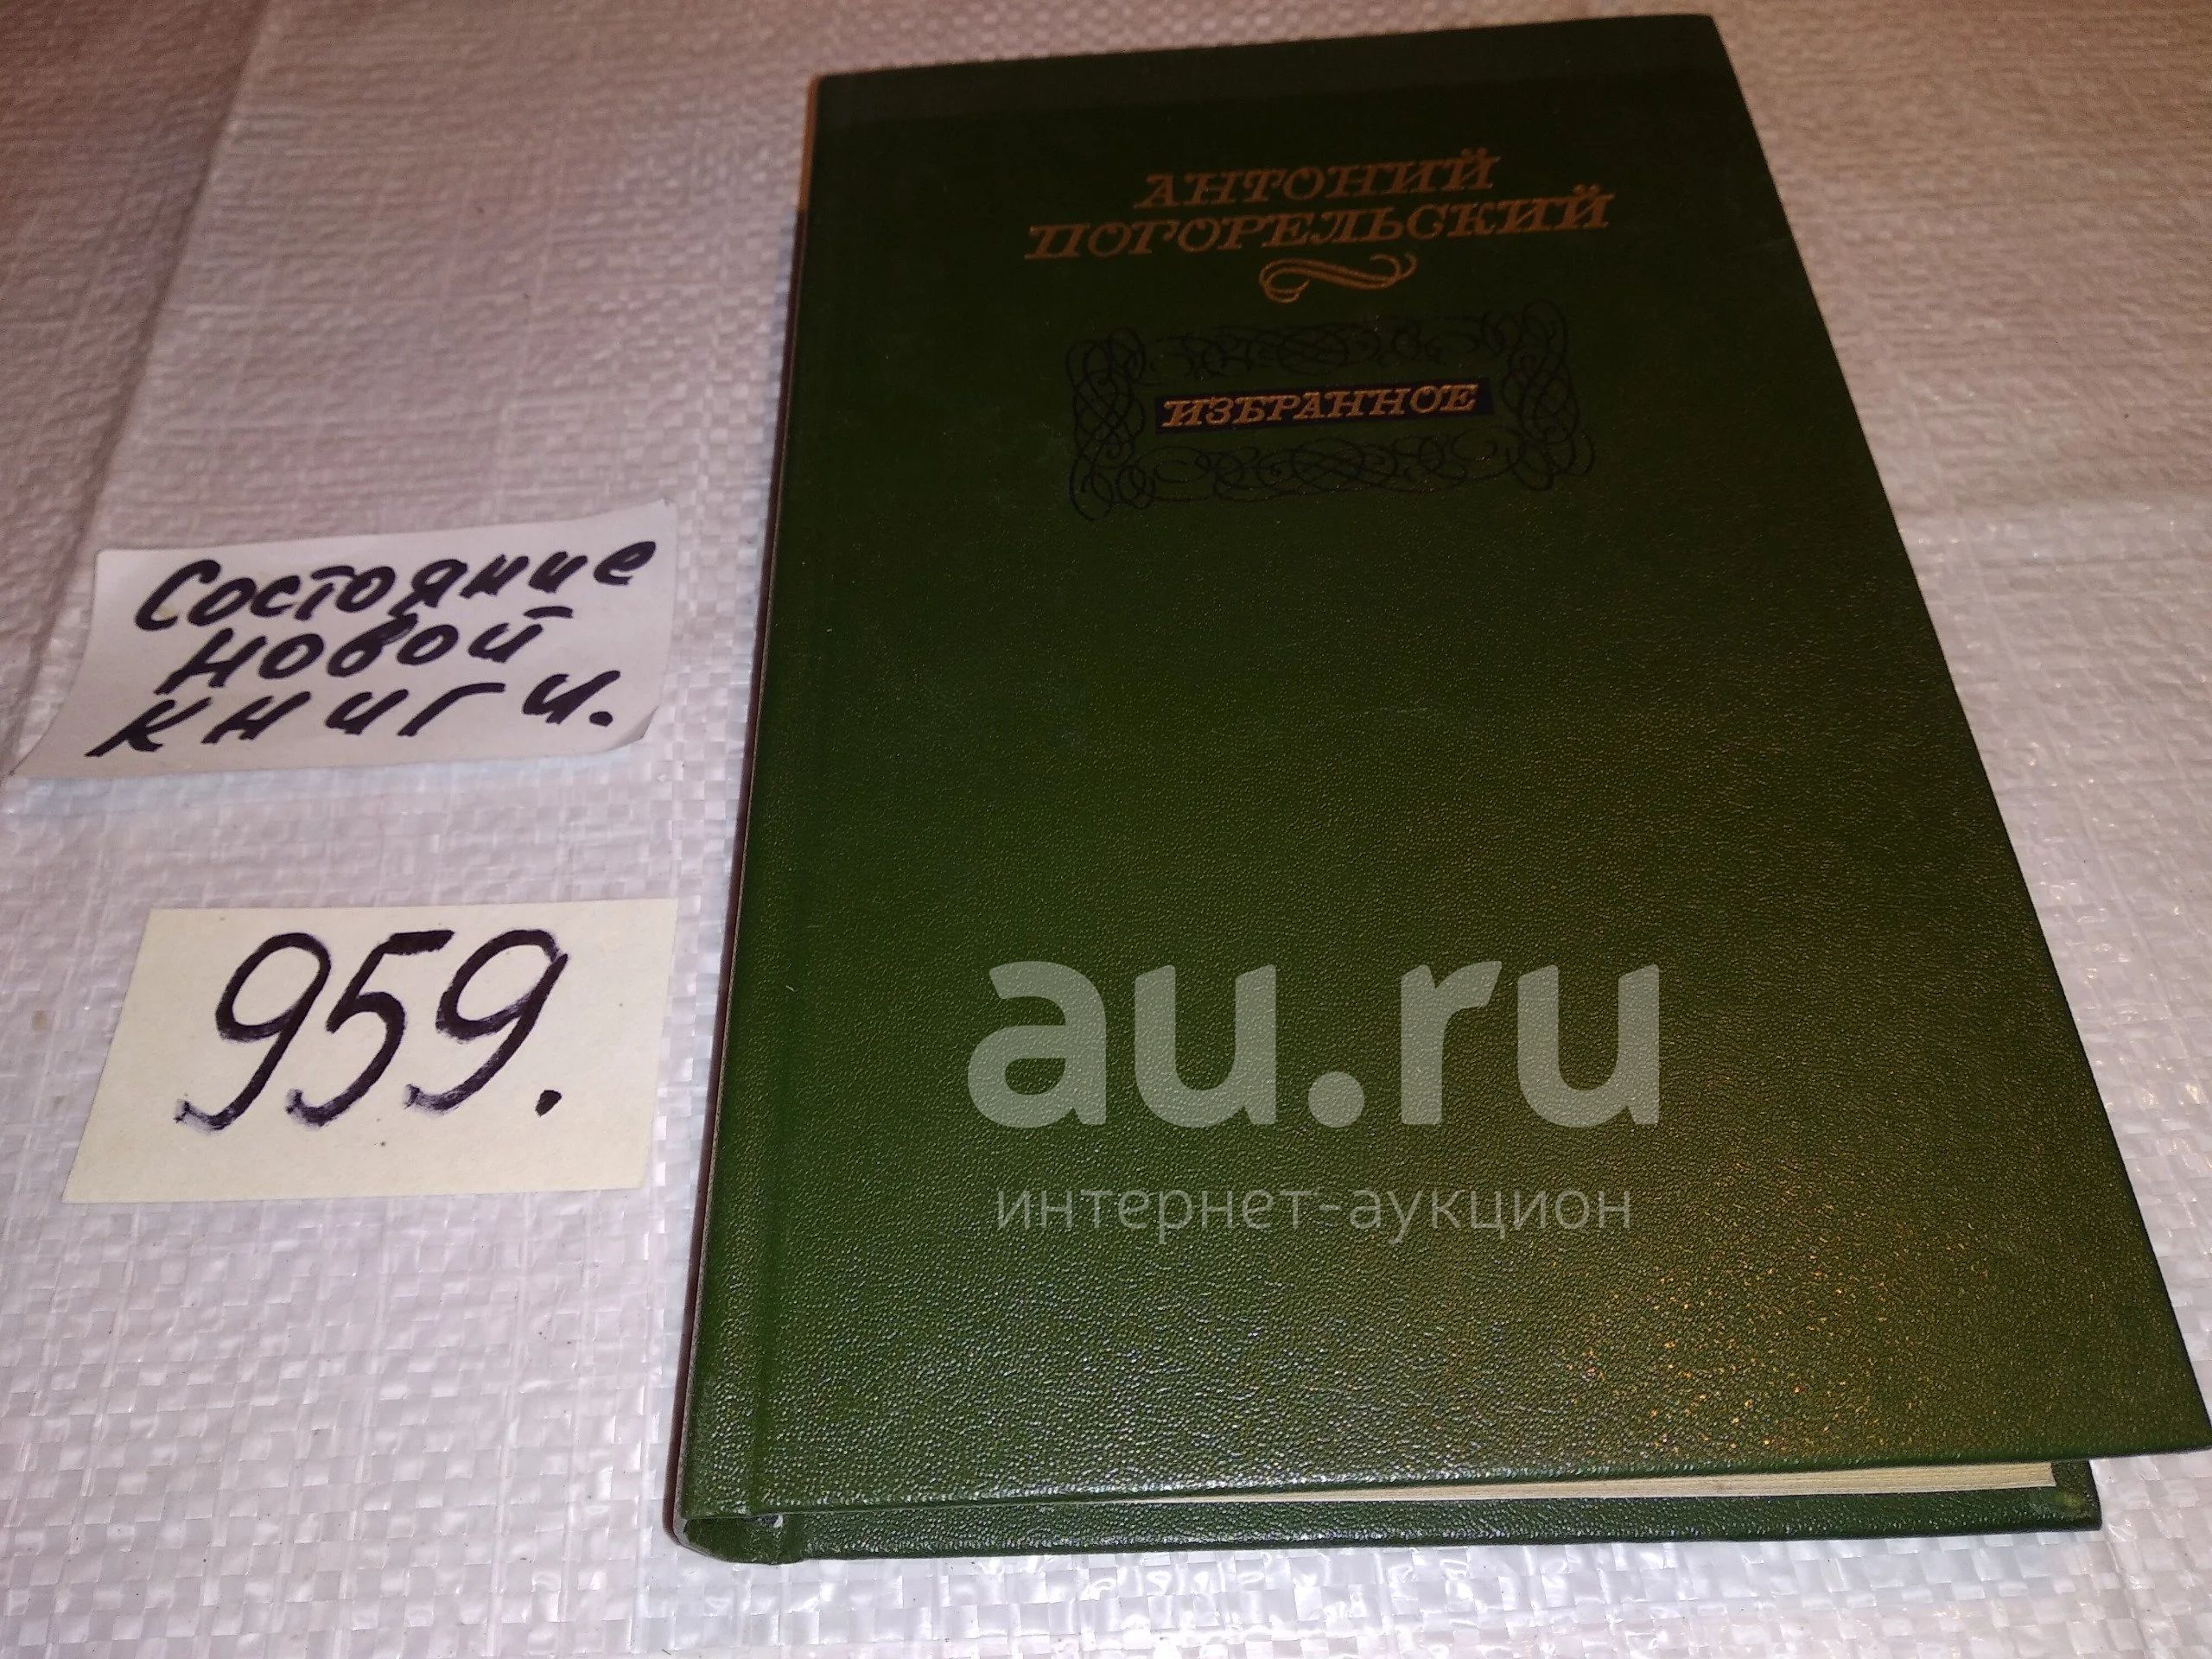 АНТОНИЙ
ПОГОРЕЛЬСКИЙ
ИЗБРАННОЕ
Состояние
новой
книги.
959.
au.ru
интернет-аукцион